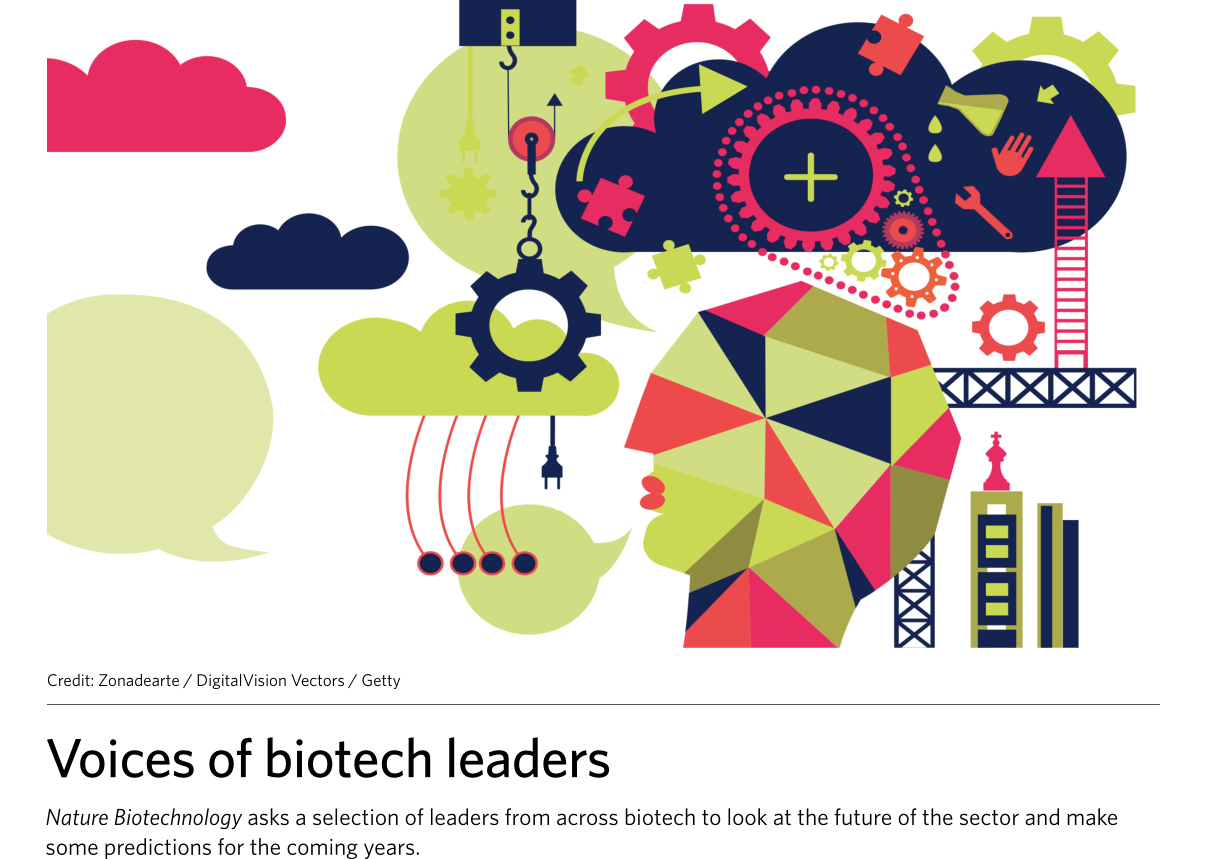 Credit: Zonadearte / DigitalVision Vectors / Getty
Voices of biotech leaders
Nature Biotechnology asks a selection of leaders from across biotech to look at the future of the sector and make
some predictions for the coming years.